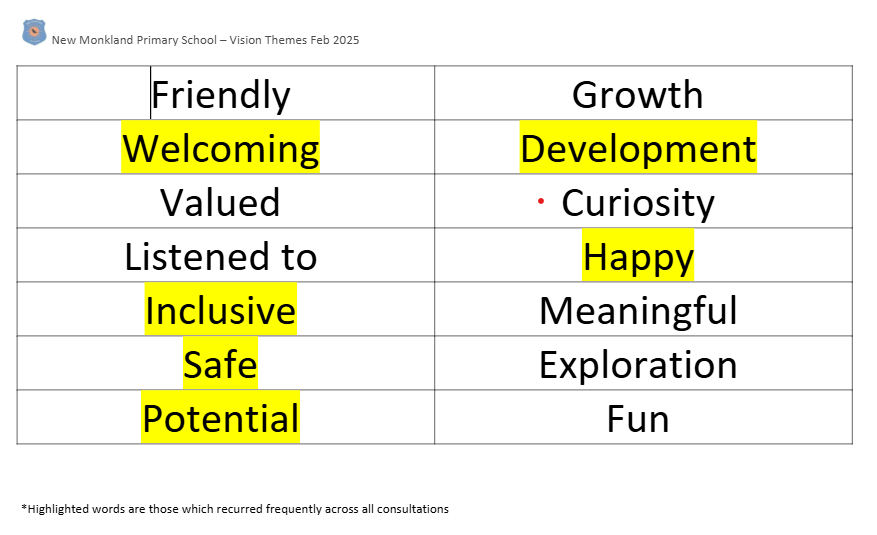 New Monkland Primary School – Vision Themes Feb 2025
Friendly Growth
Welcoming Development
Valued Curiosity
Listened to Happy
Inclusive Meaningful
Safe Exploration
Potential Fun
*Highlighted words are those which recurred frequently across all consultations